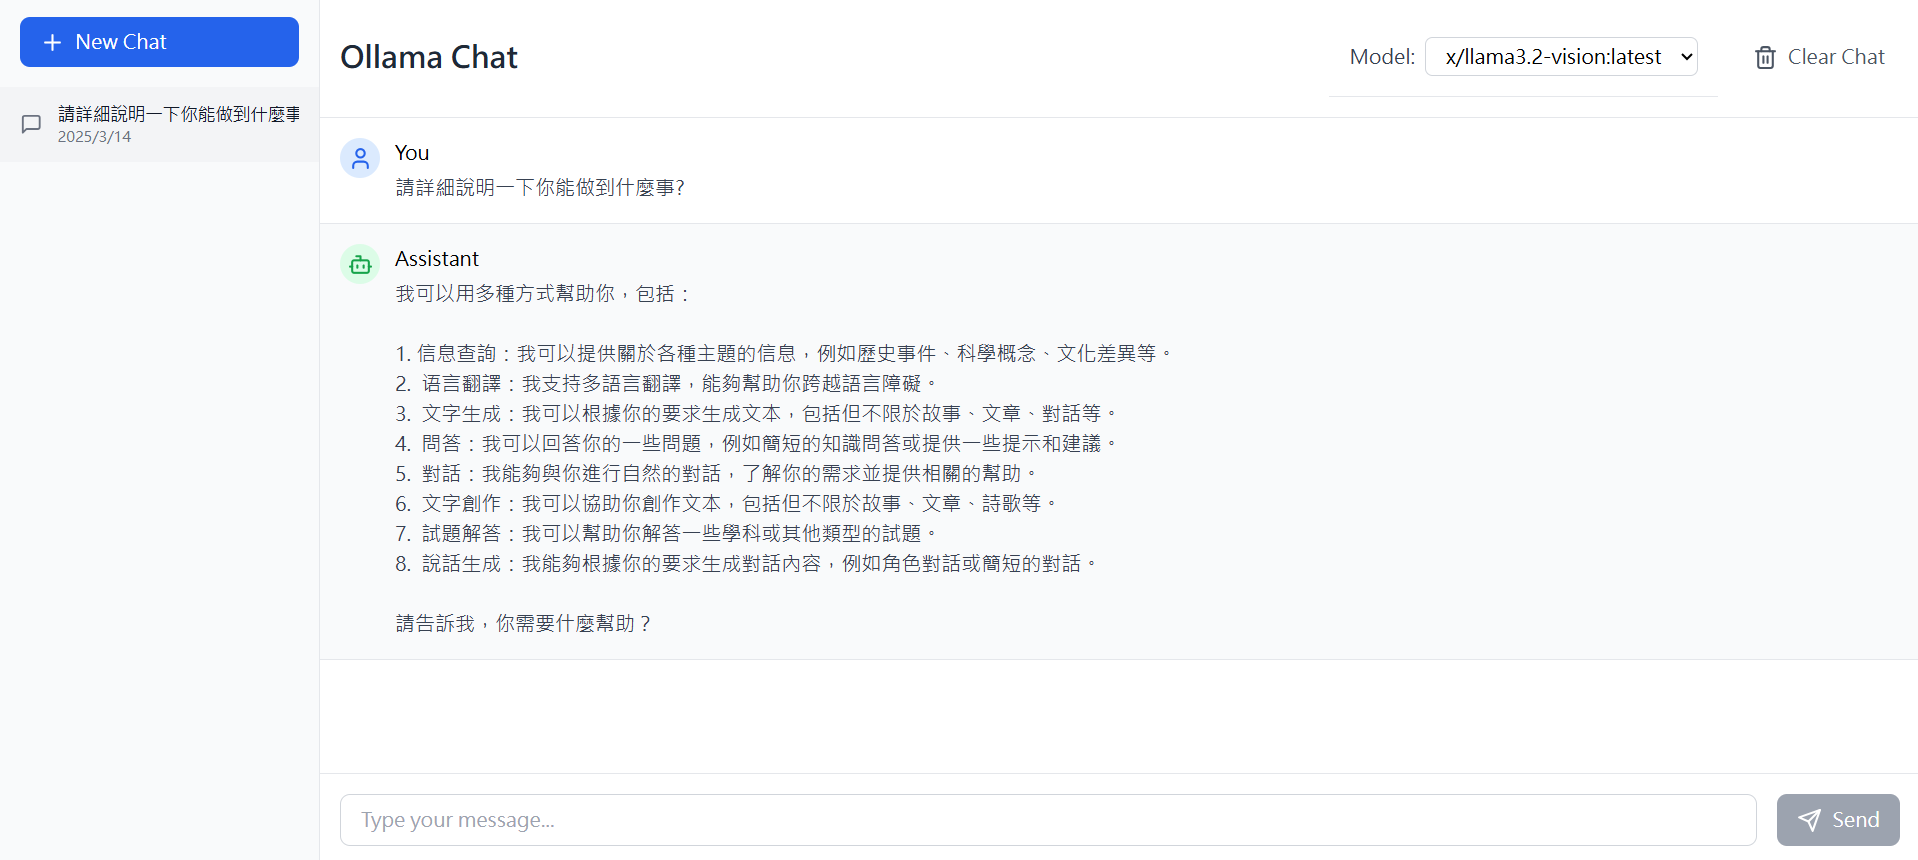 New Chat
請詳細說明一下你能做到什麼事
2025/3/14
Ollama Chat
Model:
x/llama3.2-vision:latest
Clear Chat
You
請詳細說明一下你能做到什麼事?
Assistant
我可以用多種方式幫助你，包括：
1. 信息查詢：我可以提供關於各種主題的信息，例如歷史事件、科學概念、文化差異等。
2. 语言翻譯：我支持多語言翻譯，能夠幫助你跨越語言障礙。
3. 文字生成：我可以根據你的要求生成文本，包括但不限於故事、文章、對話等。
4. 問答：我可以回答你的一些問題，例如簡短的知識問答或提供一些提示和建議。
5. 對話：我能夠與你進行自然的對話，了解你的需求並提供相關的幫助。
6. 文字創作：我可以協助你創作文本，包括但不限於故事、文章、詩歌等。
7. 試題解答：我可以幫助你解答一些學科或其他類型的試題。
8. 說話生成：我能夠根據你的要求生成對話內容，例如角色對話或簡短的對話。
請告訴我，你需要什麼幫助？
Type your message...
Send